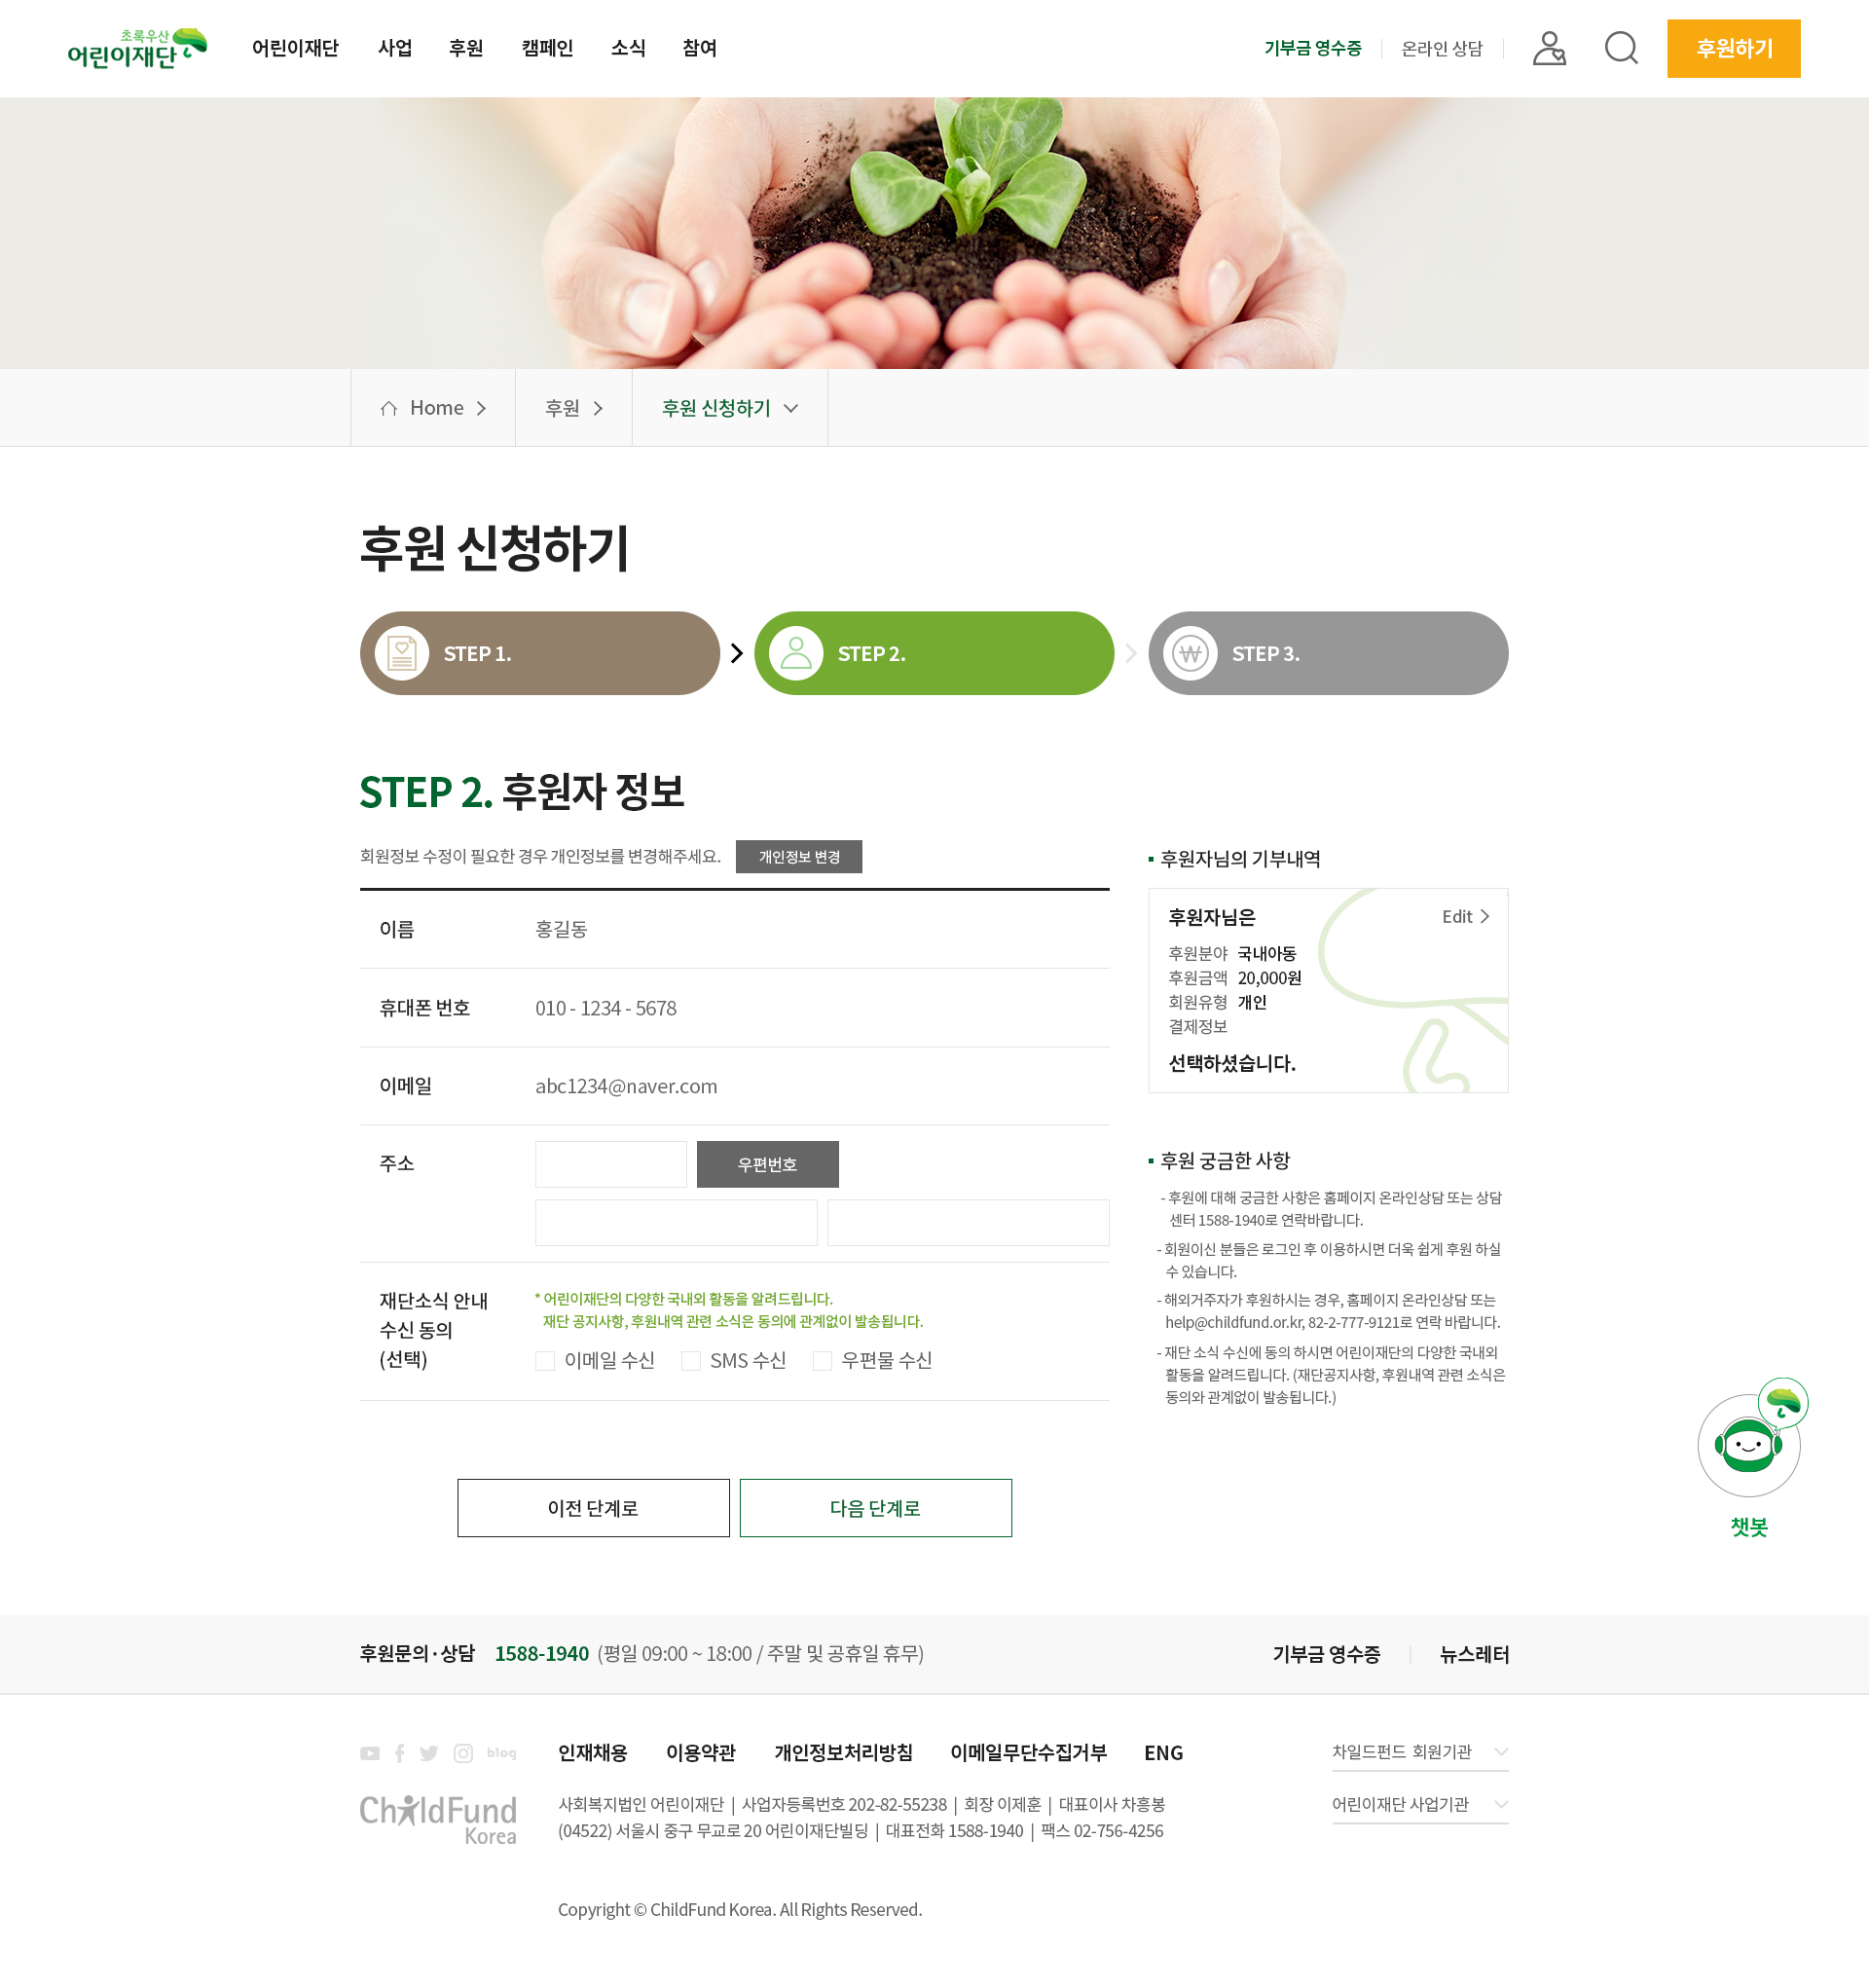 초록우산
어린이재단
어린이재단 사업 후원 캠페인 소식 참여
기부금 영수증 온라인 상담 후원하기
Home 후원 후원 신청하기
후원 신청하기
STEP 1. STEP 2. STEP 3.
STEP 2. 후원자 정보
회원정보 수정이 필요한 경우 개인정보를 변경해주세요. 개인정보 변경
이름 홍길동
휴대폰 번호 010 - 1234 - 5678
이메일 abc1234@naver.com
주소 우편번호
재단소식 안내
수신 동의
(선택)
* 어린이재단의 다양한 국내외 활동을 알려드립니다.
재단 공지사항, 후원내역 관련 소식은 동의에 관계없이 발송됩니다.
이메일 수신 SMS 수신 우편물 수신
이전 단계로 다음 단계로
후원자님의 기부내역
후원자님은 Edit
후원분야 국내아동
후원금액 20,000원
회원유형 개인
결제정보
선택하셨습니다.
후원 궁금한 사항
- 후원에 대해 궁금한 사항은 홈페이지 온라인상담 또는 상담
센터 1588-1940로 연락바랍니다.
- 회원이신 분들은 로그인 후 이용하시면 더욱 쉽게 후원 하실
수 있습니다.
- 해외거주자가 후원하시는 경우, 홈페이지 온라인상담 또는
help@childfund.or.kr, 82-2-777-9121로 연락 바랍니다.
- 재단 소식 수신에 동의 하시면 어린이재단의 다양한 국내외
활동을 알려드립니다. (재단공지사항, 후원내역 관련 소식은
동의와 관계없이 발송됩니다.)
챗봇
후원문의·상담 1588-1940 (평일 09:00 ~ 18:00 / 주말 및 공휴일 휴무)
기부금 영수증 | 뉴스레터
blog
ChildFund
Korea
인재채용 이용약관 개인정보처리방침 이메일무단수집거부 ENG
사회복지법인 어린이재단 | 사업자등록번호 202-82-55238 | 회장 이제훈 | 대표이사 차흥봉
(04522) 서울시 중구 무교로 20 어린이재단빌딩 | 대표전화 1588-1940 | 팩스 02-756-4256
Copyright © ChildFund Korea. All Rights Reserved.
차일드펀드 회원기관
어린이재단 사업기관